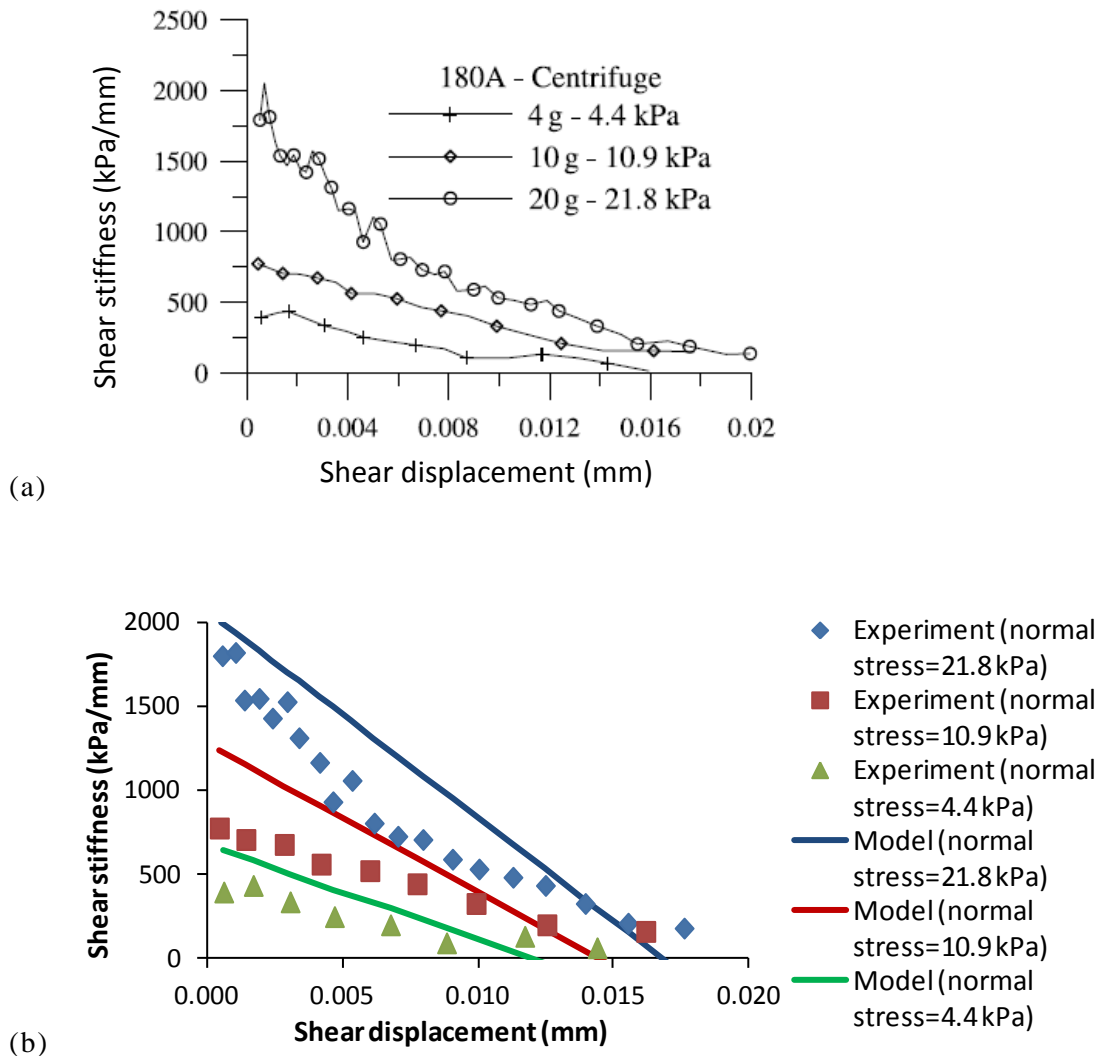 2500
2000
1500
1000
500
0
Shear stiffness (kPa/mm)
180A - Centrifuge
4 g - 4.4 kPa
10 g - 10.9 kPa
20 g - 21.8 kPa
0 0.004 0.008 0.012 0.016 0.02
Shear displacement (mm)
(a)
2000
1500
1000
500
0
Shear stiffness (kPa/mm)
0.000 0.005 0.010 0.015 0.020
Shear displacement (mm)
Experiment (normal
stress=21.8 kPa)
Experiment (normal
stress=10.9 kPa)
Experiment (normal
stress=4.4 kPa)
Model (normal
stress=21.8 kPa)
Model (normal
stress=10.9 kPa)
Model (normal
stress=4.4 kPa)
(b)